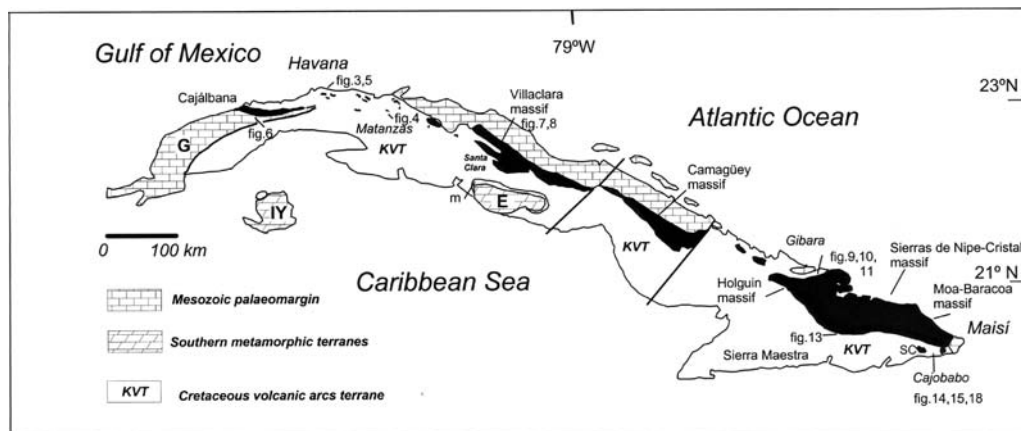 79ºW
Gulf of Mexico
Havana
fig.3,5
23ºN
Cajálbana
Villaclara
massif
fig.7,8
Atlantic Ocean
fig.4
Matanzas
fig.6
G
KVT
Santa
Clara
Camagüey
massif
m
E
IY
0 100 km
KVT
Gibara
fig.9,10,
11
Sierras de Nipe-Cristal
massif
21º N
Caribbean Sea
Holguin
massif
Moa-Baracoa
massif
Mesozoic palaeomargin
Maisí
fig.13
KVT
SC
Southern metamorphic terranes
Sierra Maestra
Cajobabo
KVT
Cretaceous volcanic arcs terrane
fig.14,15,18